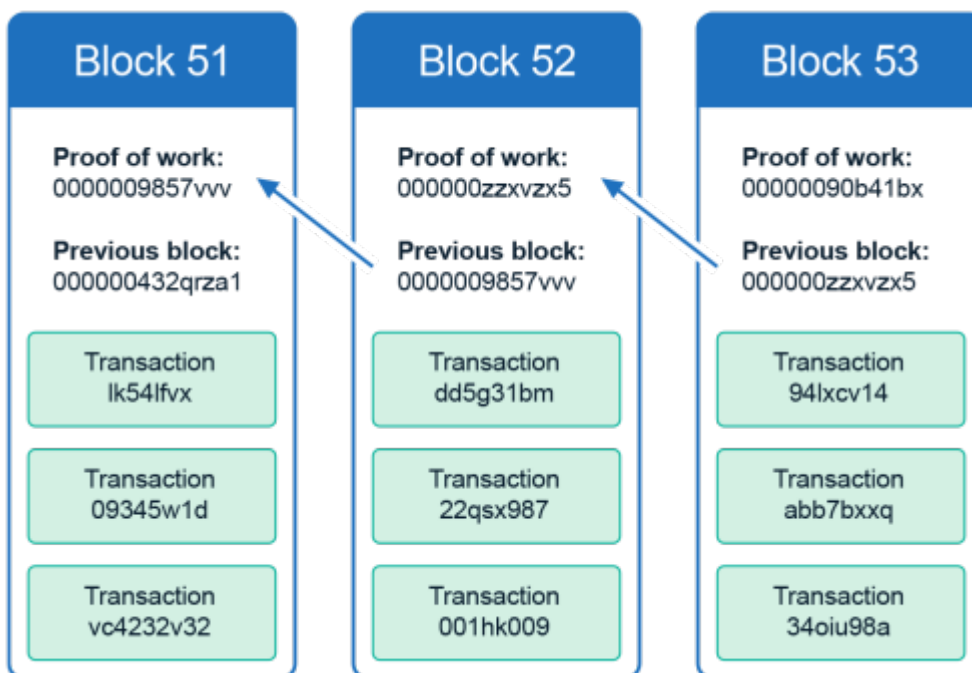 Block 51
Proof of work:
0000009857vvv
Previous block:
000000432qrza1
Transaction
lk54lfvx
Transaction
09345w1d
Transaction
vc4232v32
Block 52
Proof of work:
000000zzxvzx5
Previous block:
0000009857vvv
Transaction
dd5g31bm
Transaction
22qsx987
Transaction
001hk009
Block 53
Proof of work:
00000090b41bx
Previous block:
000000zzxvzx5
Transaction
94lxcv14
Transaction
abb7bxxq
Transaction
34oiu98a